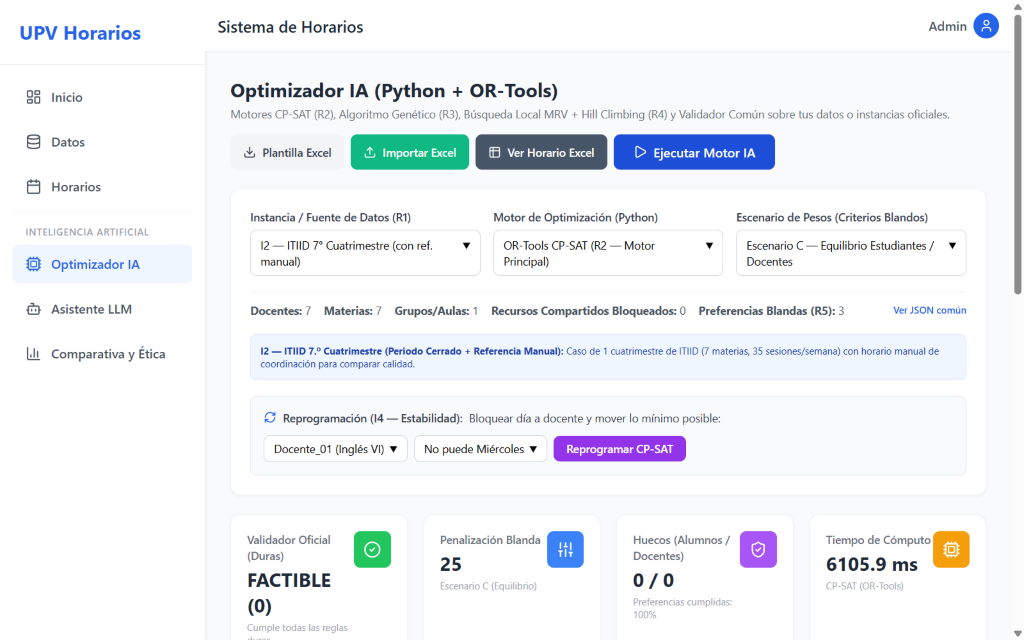 UPV Horarios
Sistema de Horarios
Admin
Inicio
Datos
Horarios
INTELIGENCIA ARTIFICIAL
Optimizador IA
Asistente LLM
Comparativa y Ética
Optimizador IA (Python + OR-Tools)
Motores CP-SAT (R2), Algoritmo Genético (R3), Búsqueda Local MRV + Hill Climbing (R4) y Validador Común sobre tus datos o instancias oficiales.
Plantilla Excel
Importar Excel
Ver Horario Excel
Ejecutar Motor IA
Instancia / Fuente de Datos (R1)
I2 — ITIID 7° Cuatrimestre (con ref.
manual)
Motor de Optimización (Python)
OR-Tools CP-SAT (R2 — Motor
Principal)
Escenario de Pesos (Criterios Blandos)
Escenario C — Equilibrio Estudiantes /
Docentes
Docentes: 7 Materias: 7 Grupos/Aulas: 1 Recursos Compartidos Bloqueados: 0 Preferencias Blandas (R5): 3 Ver JSON común
I2 — ITIID 7.º Cuatrimestre (Periodo Cerrado + Referencia Manual): Caso de 1 cuatrimestre de ITIID (7 materias, 35 sesiones/semana) con horario manual de
coordinación para comparar calidad.
Reprogramación (I4 — Estabilidad): Bloquear día a docente y mover lo mínimo posible:
Docente_01 (Inglés VI)
No puede Miércoles
Reprogramar CP-SAT
Validador Oficial
(Duras)
FACTIBLE
(0)
Cumple todas las reglas
duras
Penalización Blanda
25
Escenario C (Equilibrio)
Huecos (Alumnos /
Docentes)
0 / 0
Preferencias cumplidas:
100%
Tiempo de Cómputo
6105.9 ms
CP-SAT (OR-Tools)